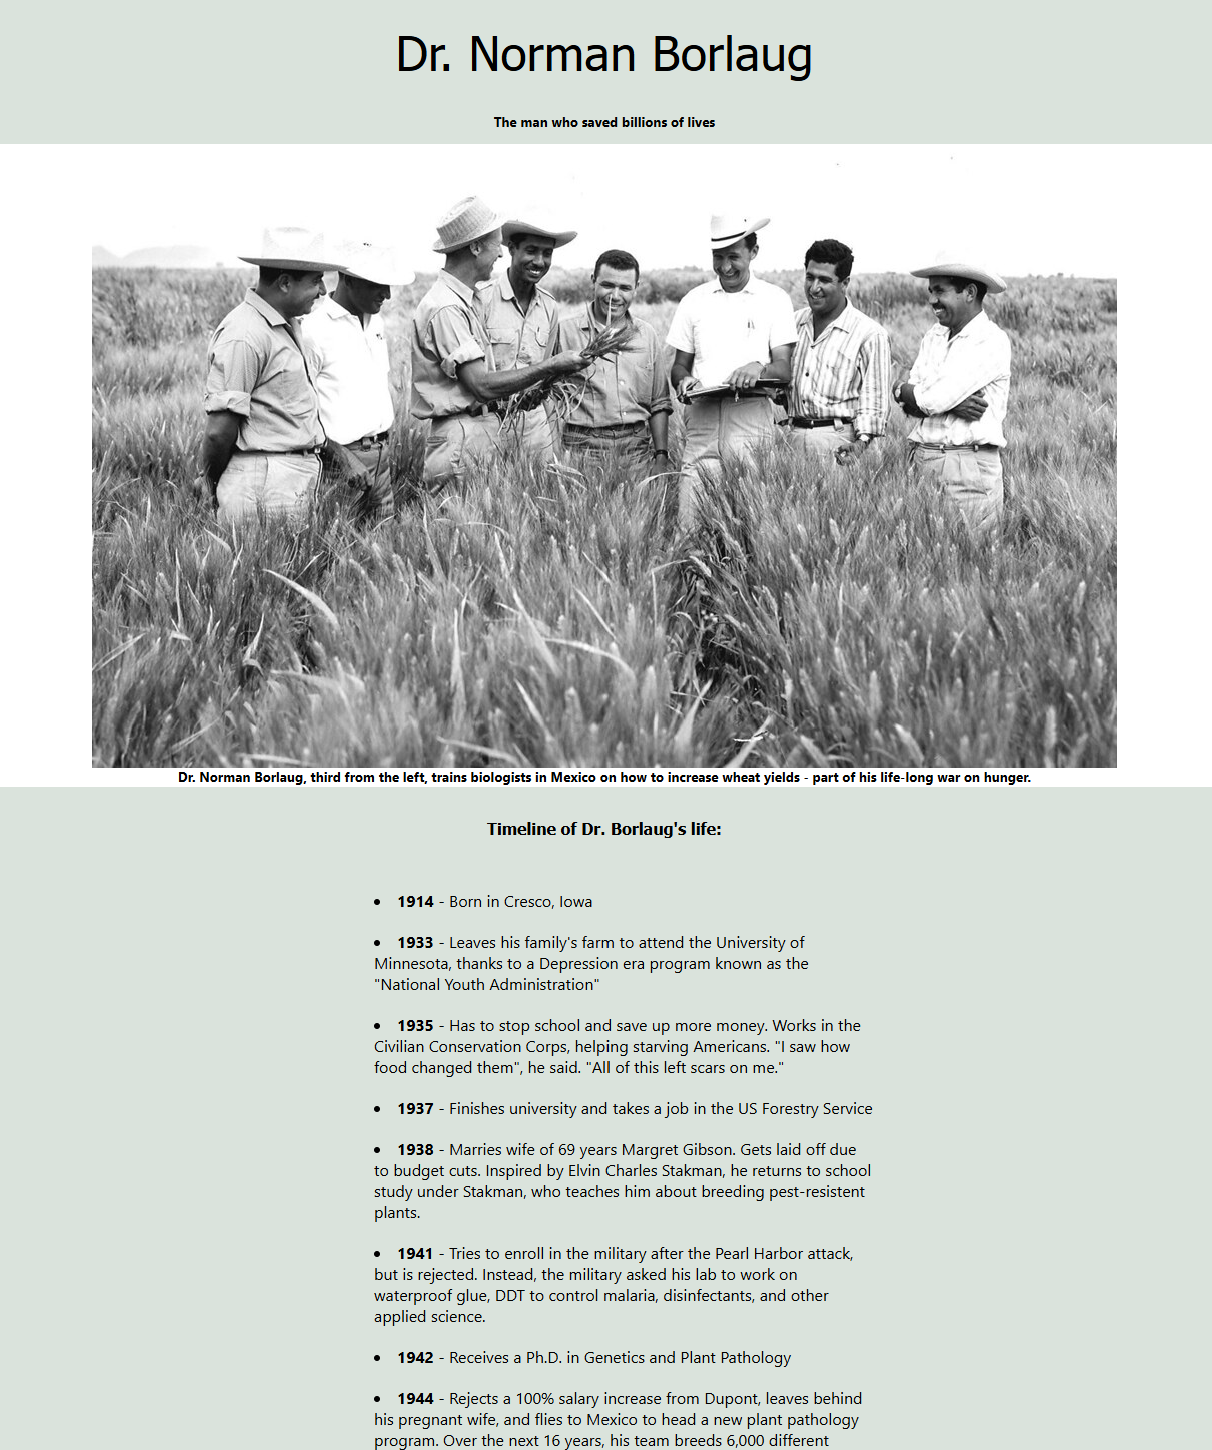 Dr. Norman Borlaug
The man who saved billions of lives
Dr. Norman Borlaug, third from the left, trains biologists in Mexico on how to increase wheat yields - part of his life-long war on hunger.
Timeline of Dr. Borlaug's life:
• 1914 - Born in Cresco, Iowa
• 1933 - Leaves his family's farm to attend the University of
Minnesota, thanks to a Depression era program known as the
"National Youth Administration"
• 1935 - Has to stop school and save up more money. Works in the
Civilian Conservation Corps, helping starving Americans. "I saw how
food changed them", he said. "All of this left scars on me."
• 1937 - Finishes university and takes a job in the US Forestry Service
• 1938 - Marries wife of 69 years Margret Gibson. Gets laid off due
to budget cuts. Inspired by Elvin Charles Stakman, he returns to school
study under Stakman, who teaches him about breeding pest-resistent
plants.
• 1941 - Tries to enroll in the military after the Pearl Harbor attack,
but is rejected. Instead, the military asked his lab to work on
waterproof glue, DDT to control malaria, disinfectants, and other
applied science.
• 1942 - Receives a Ph.D. in Genetics and Plant Pathology
• 1944 - Rejects a 100% salary increase from Dupont, leaves behind
his pregnant wife, and flies to Mexico to head a new plant pathology
program. Over the next 16 years, his team breeds 6,000 different